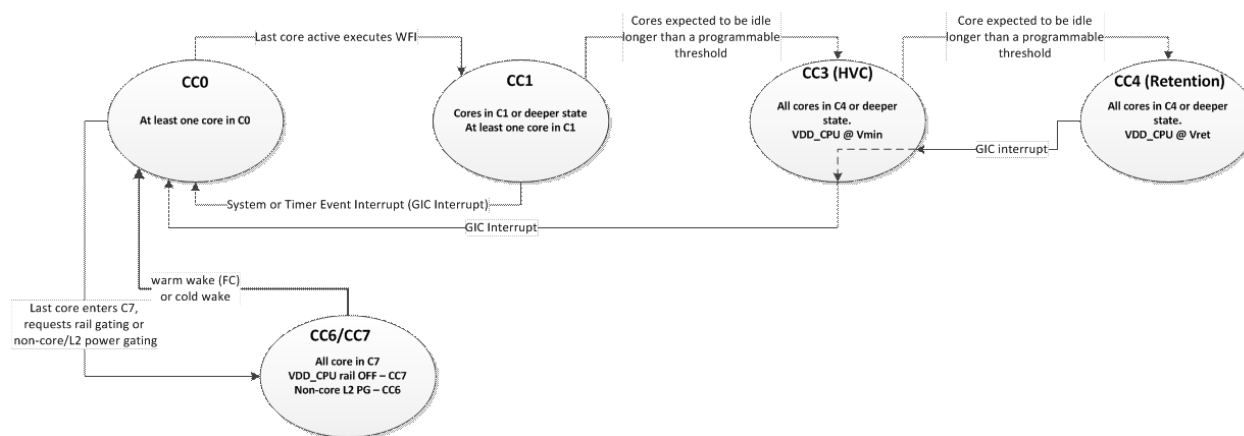 Last core active executes WFI
Cores expected to be idle
longer than a programmable
threshold
Core expected to be idle
longer than a programmable
threshold
CC0
At least one core in C0
CC1
Cores in C1 or deeper state
At least one core in C1
CC3 (HVC)
All cores in C4 or deeper
state.
VDD_CPU @ Vmin
CC4 (Retention)
All cores in C4 or deeper
state.
VDD_CPU @ Vret
GIC interrupt
System or Timer Event Interrupt (GIC Interrupt)
GIC Interrupt
warm wake (FC)
or cold wake
Last core enters C7,
requests rail gating or
non-core/L2 power gating
CC6/CC7
All core in C7
VDD_CPU rail OFF – CC7
Non-core L2 PG – CC6